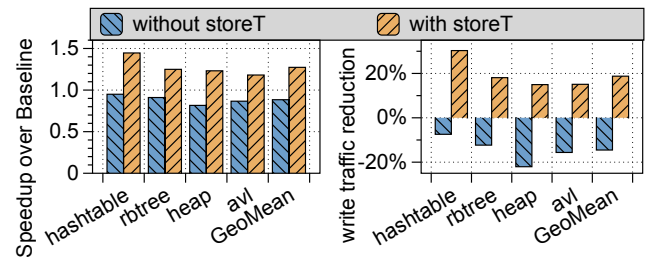 without storeT with storeT
Speedup over Baseline
1.5
1.0
0.5
0
hashtable
rbtree
heap
avl
GeoMean
write traffic reduction
20%
0%
-20%
hashtable
rbtree
heap
avl
GeoMean